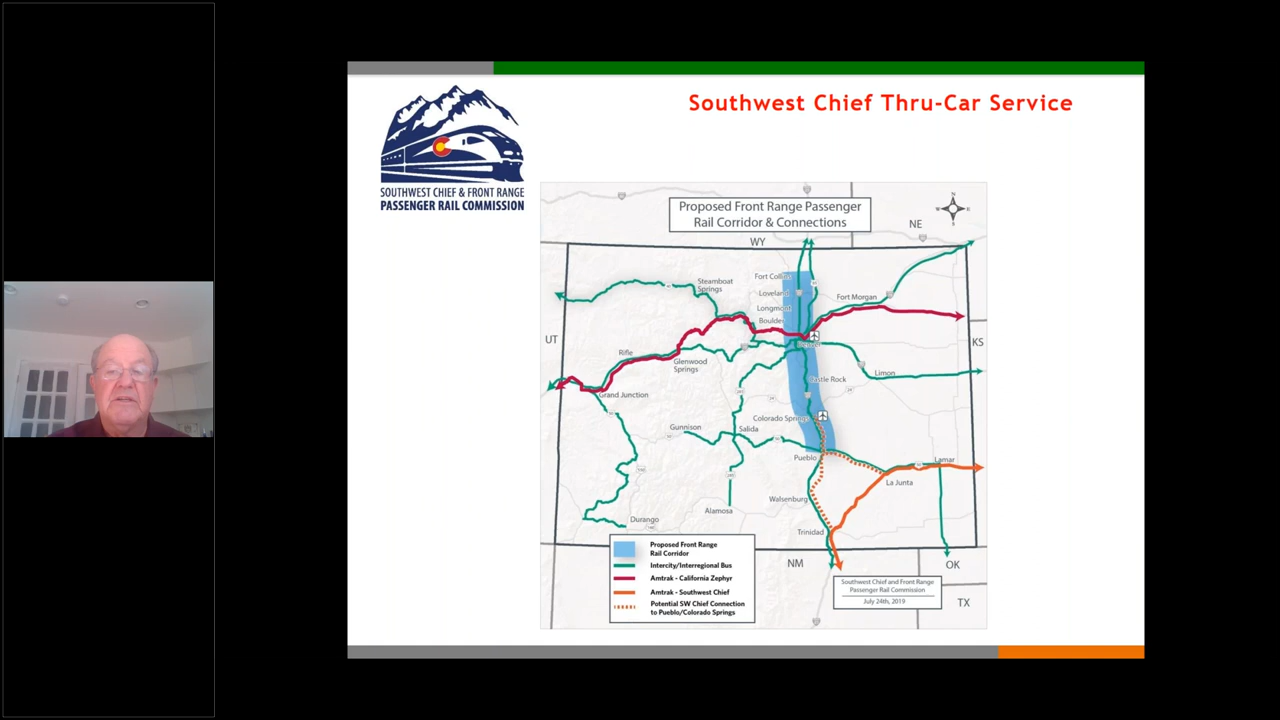 Southwest Chief Thru-Car Service
SOUTHWEST CHIEF & FRONT RANGE
PASSENGER RAIL COMMISSION
Proposed Front Range Passenger
Rail Corridor & Connections
N
W
E
S
NE
WY
Steamboat
Springs
Fort Collins
Loveland
Fort Morgan
Longmont
Boulder
UT
KS
Denver
Rifle
Glenwood
Springs
Limon
Castle Rock
Grand Junction
Colorado Springs
Gunnison
Salida
Pueblo
Lamar
La Junta
Walsenburg
Alamosa
Durango
Trinidad
NM
OK
TX
Proposed Front Range
Rail Corridor
Intercity/Interregional Bus
Amtrak - California Zephyr
Amtrak - Southwest Chief
Potential SW Chief Connection
to Pueblo/Colorado Springs
Southwest Chief and Front Range
Passenger Rail Commission
July 24th, 2019